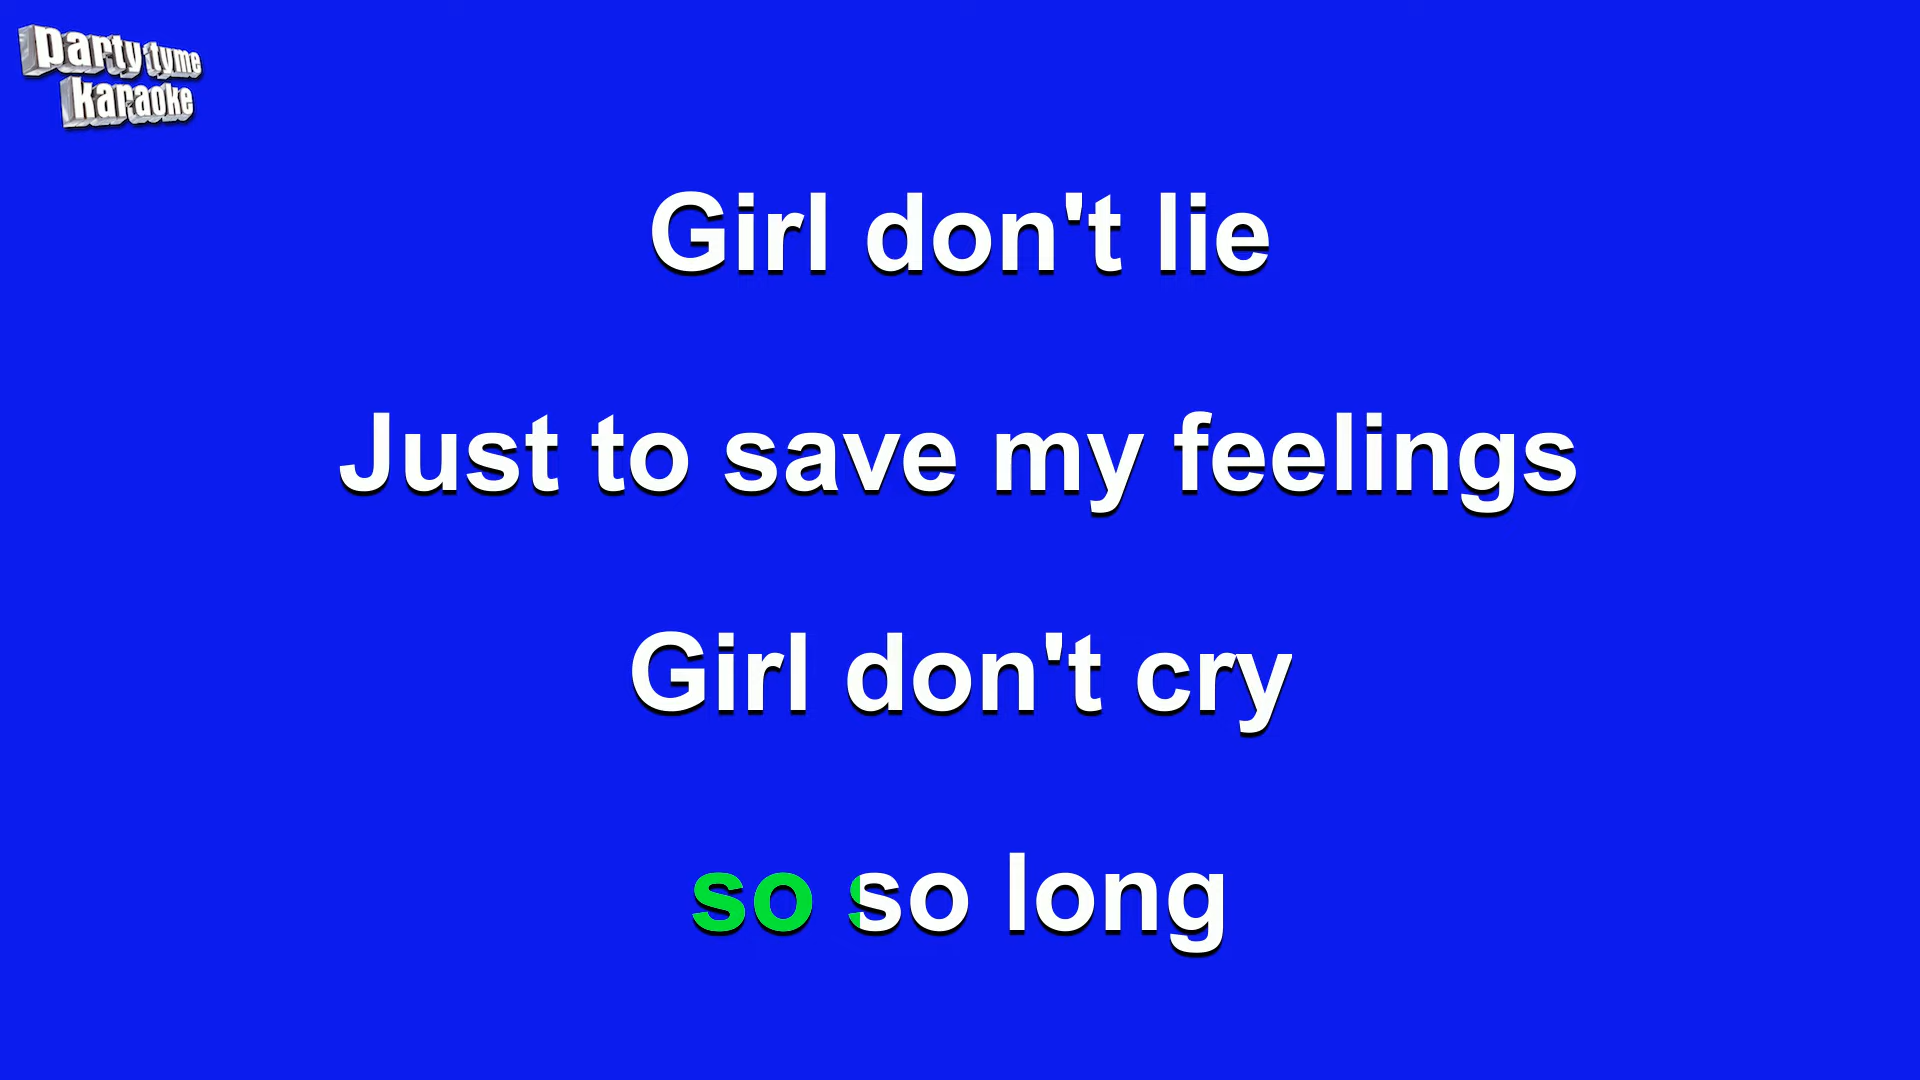 party tyme
karaoke
Girl don't lie
Just to save my feelings
Girl don't cry
so so long